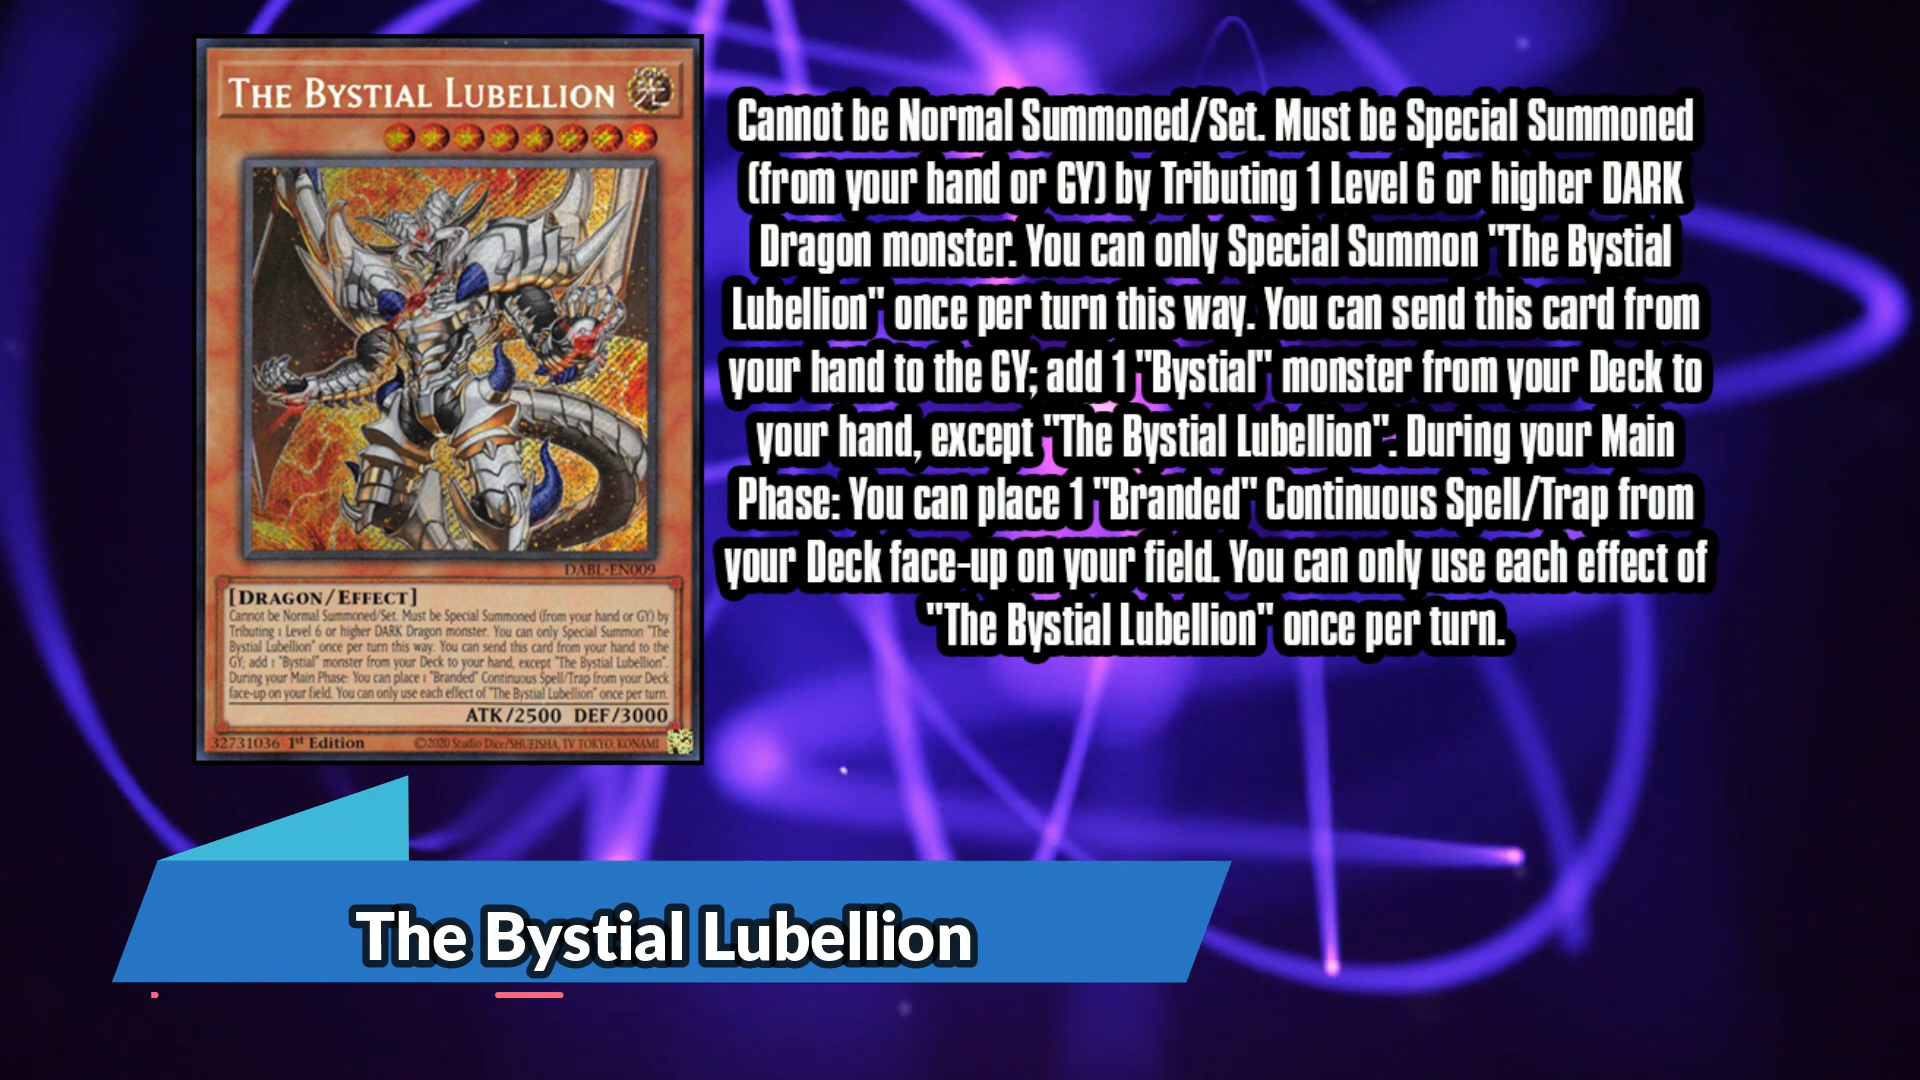 THE BYSTIAL LUBELLION
光
DABL-EN009
[DRAGON/EFFECT]
Cannot be Normal Summoned/Set. Must be Special Summoned (from your hand or GY) by
Tributing 1 Level 6 or higher DARK Dragon monster. You can only Special Summon "The
Bystial Lubellion" once per turn this way. You can send this card from your hand to the
GY; add 1 "Bystial" monster from your Deck to your hand, except "The Bystial Lubellion".
During your Main Phase: You can place 1 "Branded" Continuous Spell/Trap from your Deck
face-up on your field. You can only use each effect of "The Bystial Lubellion" once per turn.
ATK/2500 DEF/3000
32731036 1st Edition ©2020 Studio Dice/SHUEISHA, TV TOKYO, KONAMI
Cannot be Normal Summoned/Set. Must be Special Summoned
(from your hand or GY) by Tributing 1 Level 6 or higher DARK
Dragon monster. You can only Special Summon "The Bystial
Lubellion" once per turn this way. You can send this card from
your hand to the GY; add 1 "Bystial" monster from your Deck to
your hand, except "The Bystial Lubellion". During your Main
Phase: You can place 1 "Branded" Continuous Spell/Trap from
your Deck face-up on your field. You can only use each effect of
"The Bystial Lubellion" once per turn.
The Bystial Lubellion